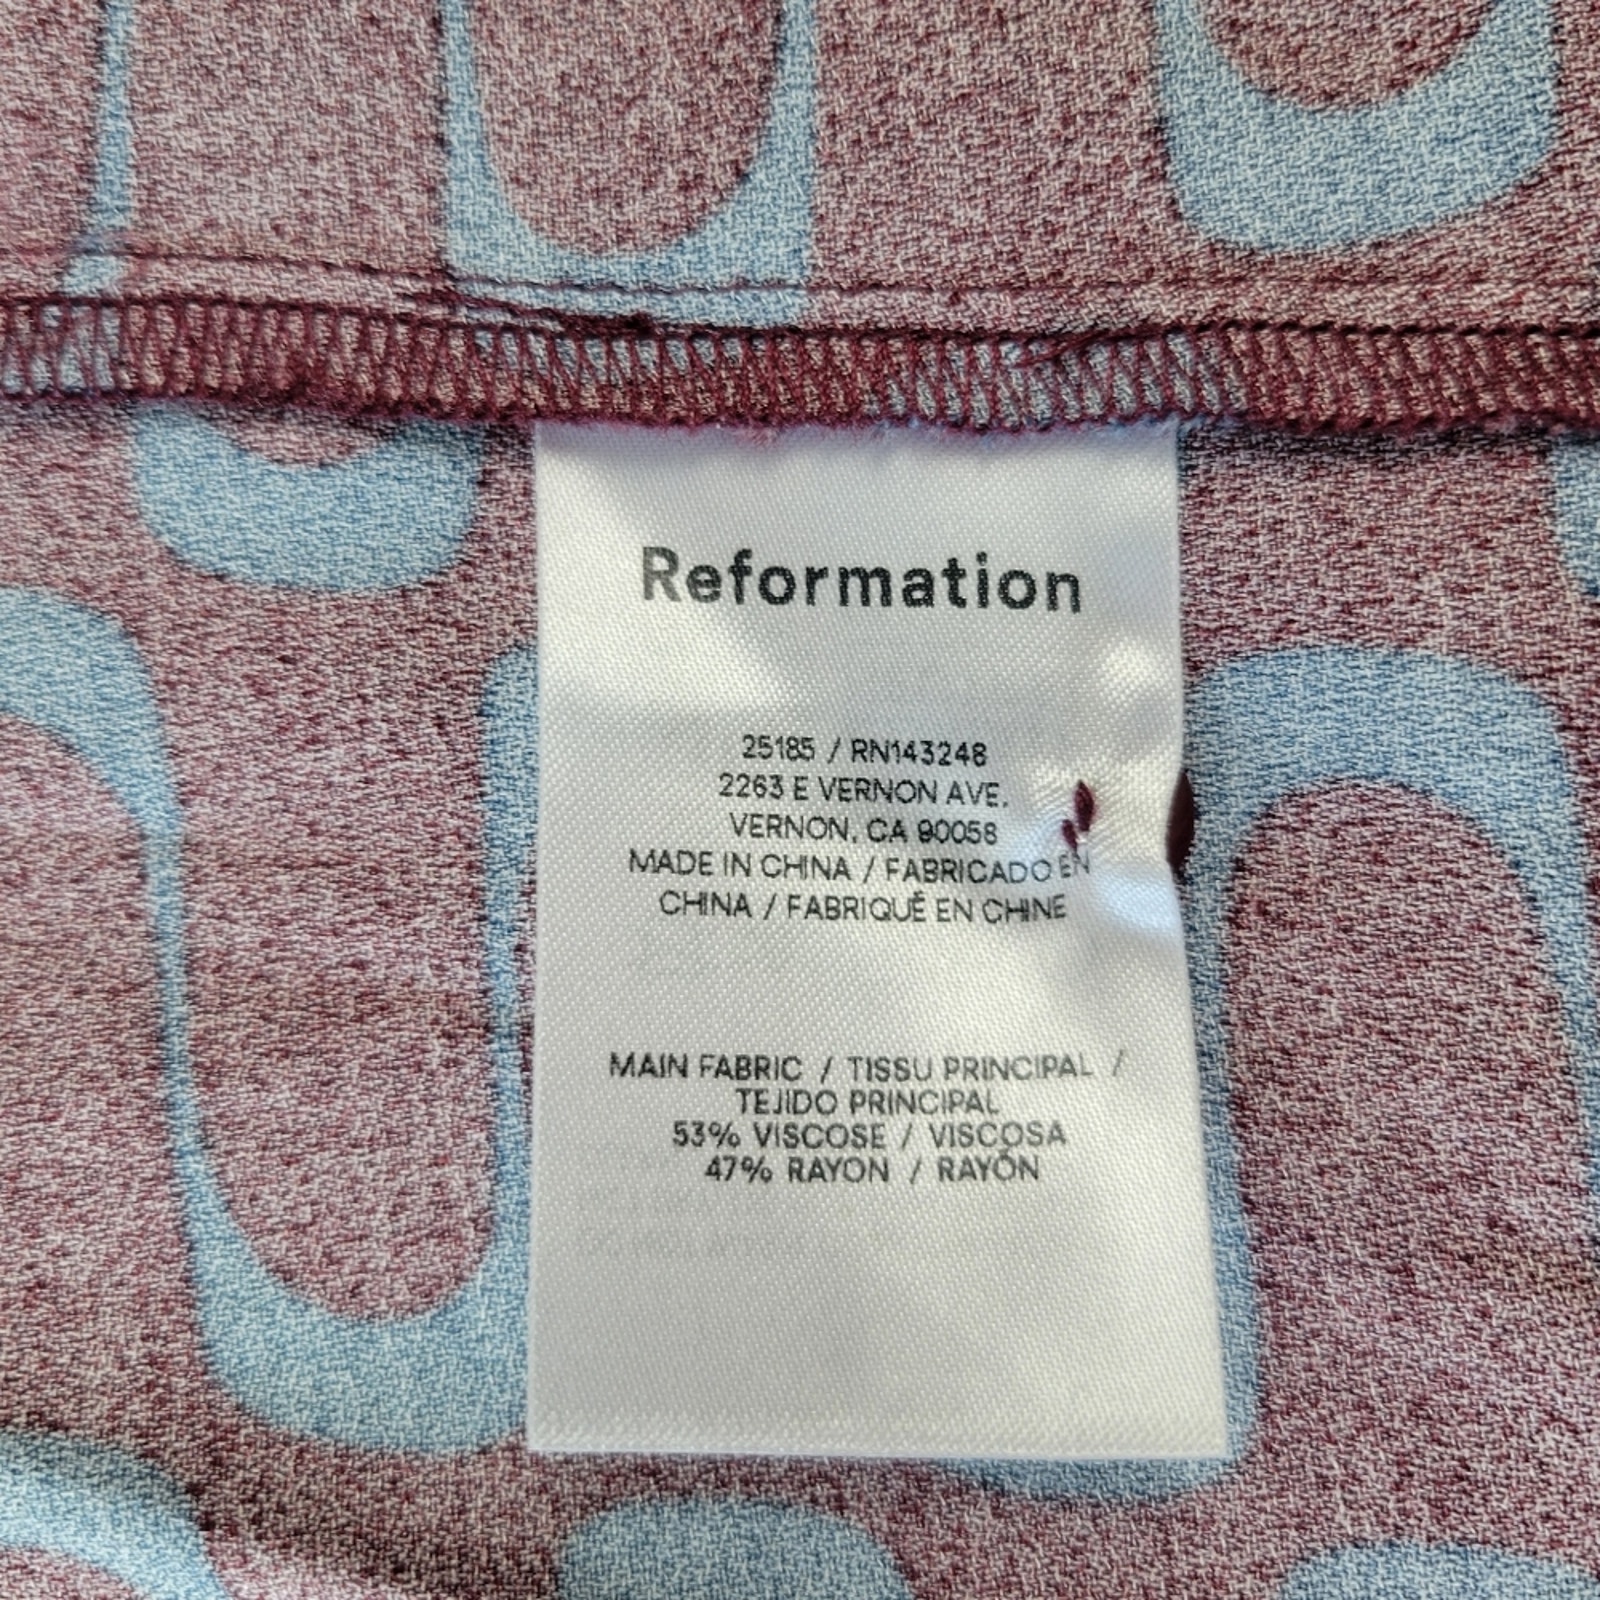 Reformation
25185 / RN143248
2263 E VERNON AVE.
VERNON, CA 90058
MADE IN CHINA / FABRICADO EN
CHINA / FABRIQUÉ EN CHINE
MAIN FABRIC / TISSU PRINCIPAL /
TEJIDO PRINCIPAL
53% VISCOSE / VISCOSA
47% RAYON / RAYÓN